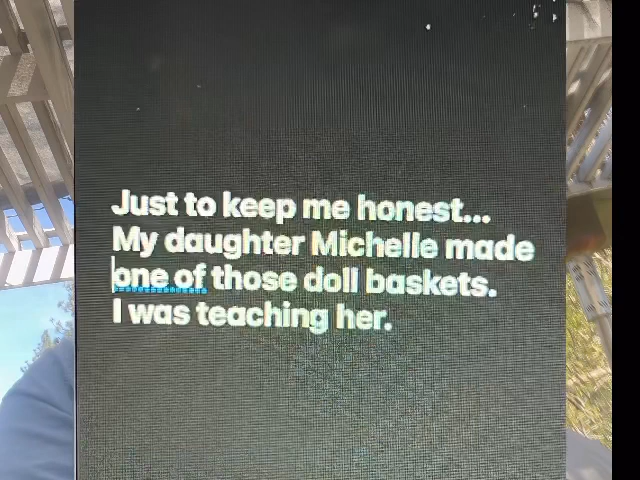 Just to keep me honest...
My daughter Michelle made
one of those doll baskets.
I was teaching her.